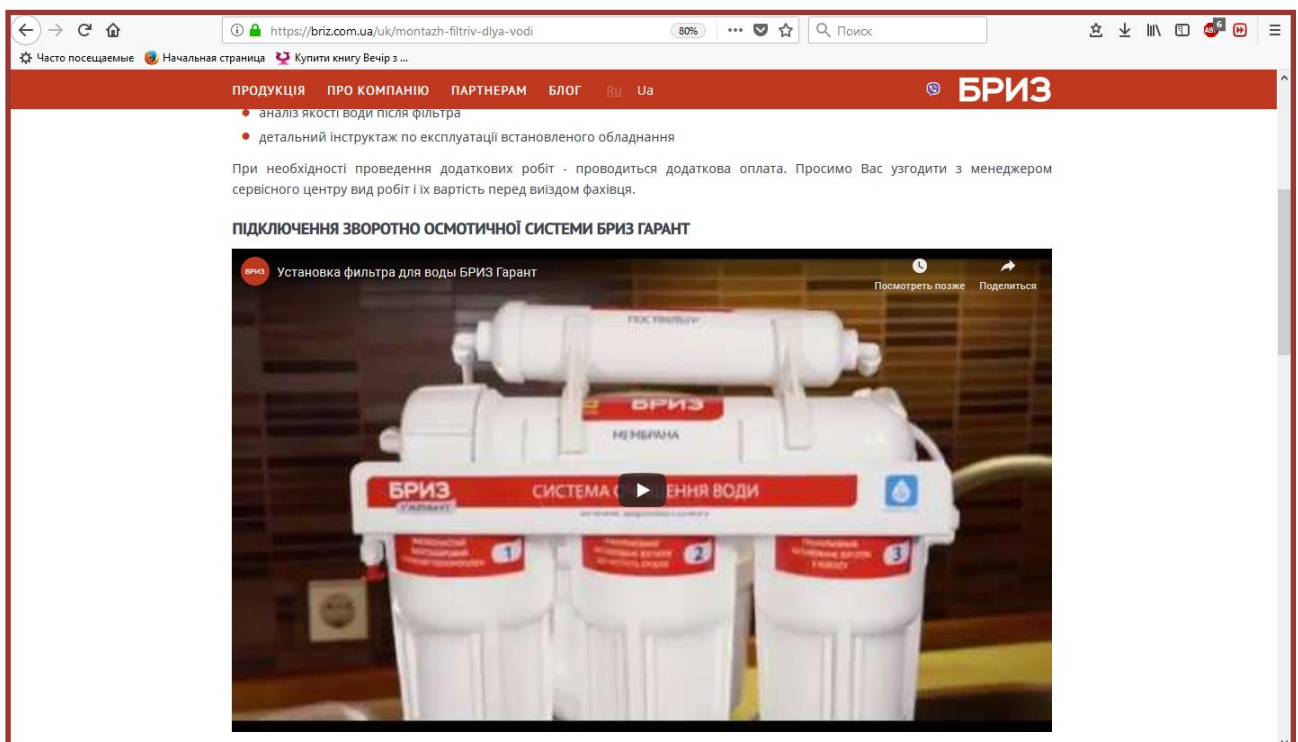 https://briz.com.ua/uk/montazh-filtriv-dlya-vodi
80%
Поиск
6
Часто посещаемые
Начальная страница
Купити книгу Вечір з ...
ПРОДУКЦІЯ ПРО КОМПАНІЮ ПАРТНЕРАМ БЛОГ Ru Ua
БРИЗ
аналіз якості води після фільтра
детальний інструктаж по експлуатації встановленого обладнання
При необхідності проведення додаткових робіт - проводиться додаткова оплата. Просимо Вас узгодити з менеджером
сервісного центру вид робіт і їх вартість перед виїздом фахівця.
ПІДКЛЮЧЕННЯ ЗВОРОТНО ОСМОТИЧНОЇ СИСТЕМИ БРИЗ ГАРАНТ
БРИЗ Установка фильтра для воды БРИЗ Гарант
Посмотреть позже Поделиться
БРИЗ
МЕМБРАНА
БРИЗ
ГАРАНТ
СИСТЕМА ВОДИ
1
2
3